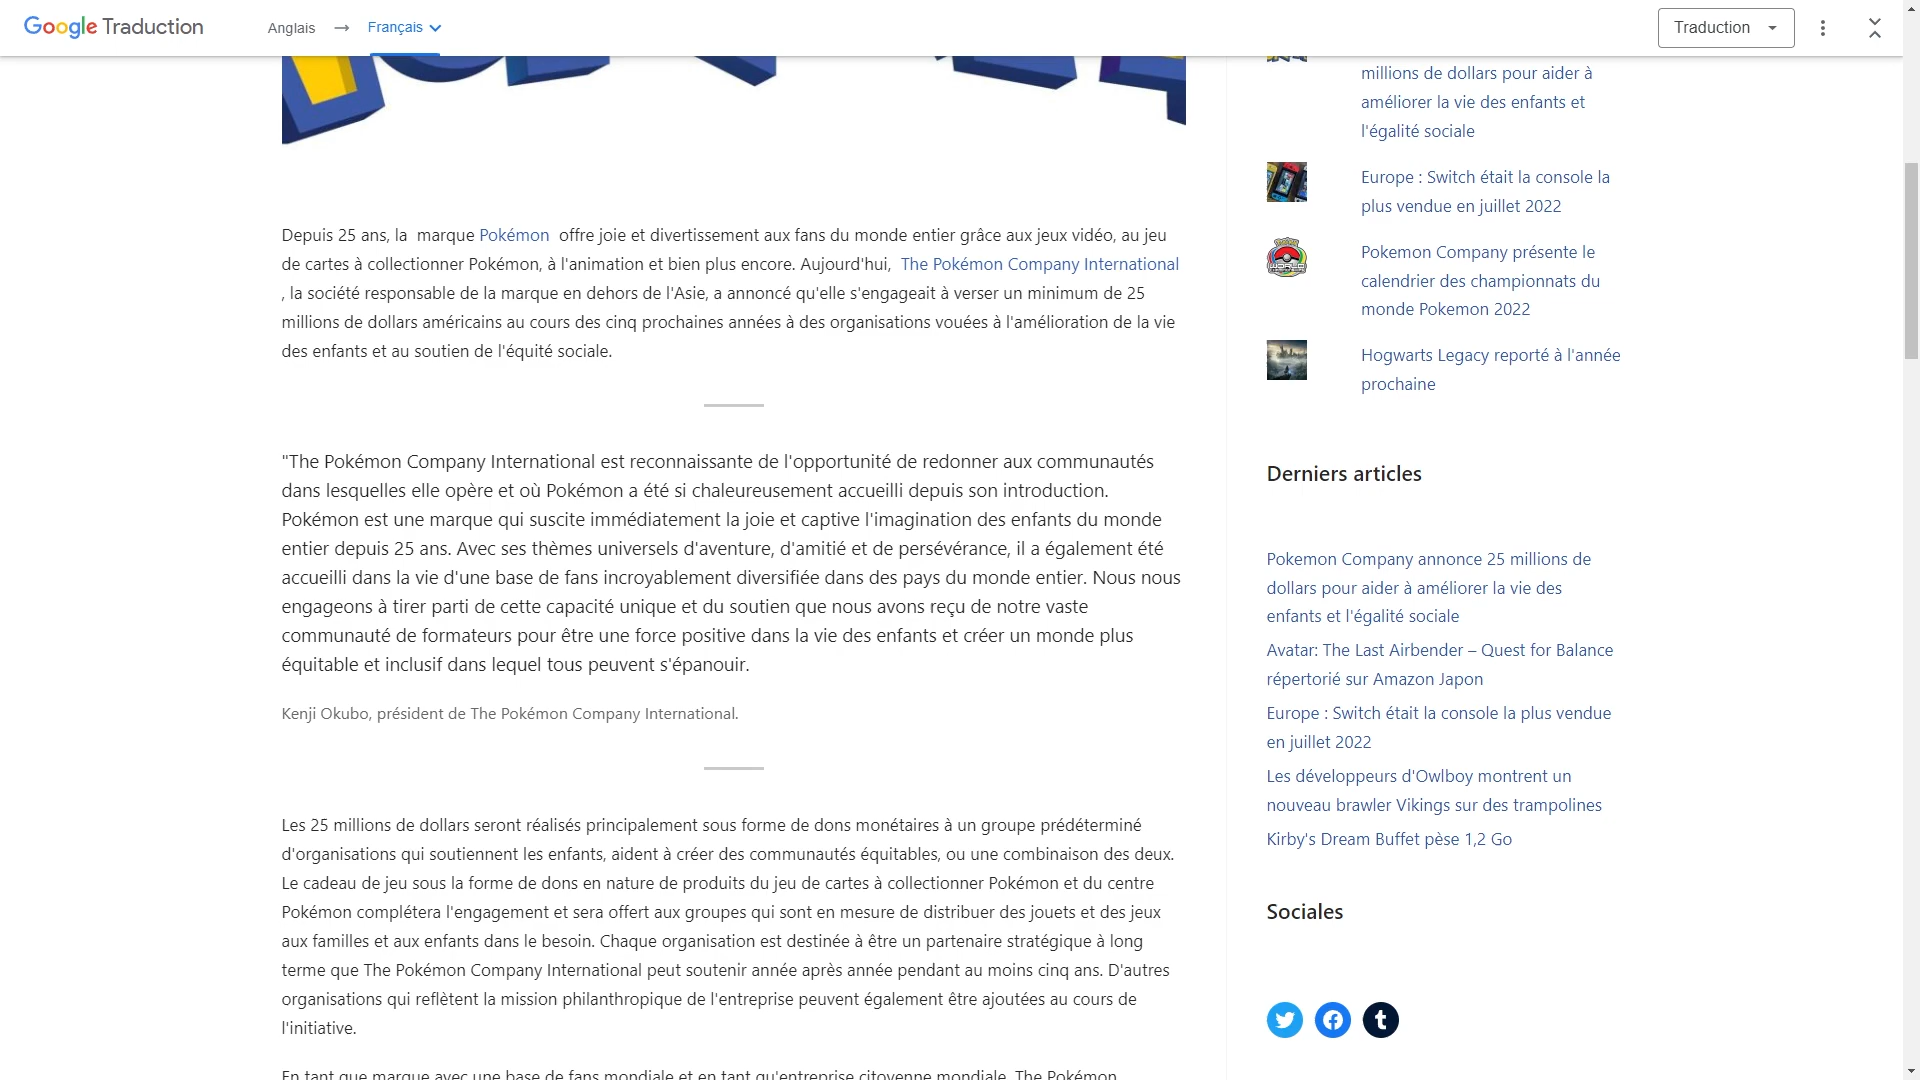 Google Traduction
Anglais → Français
Traduction
Depuis 25 ans, la marque Pokémon offre joie et divertissement aux fans du monde entier grâce aux jeux vidéo, au jeu
de cartes à collectionner Pokémon, à l'animation et bien plus encore. Aujourd'hui, The Pokémon Company International
, la société responsable de la marque en dehors de l'Asie, a annoncé qu'elle s'engageait à verser un minimum de 25
millions de dollars américains au cours des cinq prochaines années à des organisations vouées à l'amélioration de la vie
des enfants et au soutien de l'équité sociale.
"The Pokémon Company International est reconnaissante de l'opportunité de redonner aux communautés
dans lesquelles elle opère et où Pokémon a été si chaleureusement accueilli depuis son introduction.
Pokémon est une marque qui suscite immédiatement la joie et captive l'imagination des enfants du monde
entier depuis 25 ans. Avec ses thèmes universels d'aventure, d'amitié et de persévérance, il a également été
accueilli dans la vie d'une base de fans incroyablement diversifiée dans des pays du monde entier. Nous nous
engageons à tirer parti de cette capacité unique et du soutien que nous avons reçu de notre vaste
communauté de formateurs pour être une force positive dans la vie des enfants et créer un monde plus
équitable et inclusif dans lequel tous peuvent s'épanouir.
Kenji Okubo, président de The Pokémon Company International.
Les 25 millions de dollars seront réalisés principalement sous forme de dons monétaires à un groupe prédéterminé
d'organisations qui soutiennent les enfants, aident à créer des communautés équitables, ou une combinaison des deux.
Le cadeau de jeu sous la forme de dons en nature de produits du jeu de cartes à collectionner Pokémon et du centre
Pokémon complétera l'engagement et sera offert aux groupes qui sont en mesure de distribuer des jouets et des jeux
aux familles et aux enfants dans le besoin. Chaque organisation est destinée à être un partenaire stratégique à long
terme que The Pokémon Company International peut soutenir année après année pendant au moins cinq ans. D'autres
organisations qui reflètent la mission philanthropique de l'entreprise peuvent également être ajoutées au cours de
l'initiative.
En tant que marque avec une base de fans mondiale et en tant qu'entreprise citoyenne mondiale, The Pokémon
millions de dollars pour aider à
améliorer la vie des enfants et
l'égalité sociale
Europe : Switch était la console la
plus vendue en juillet 2022
Pokemon Company présente le
calendrier des championnats du
monde Pokemon 2022
Hogwarts Legacy reporté à l'année
prochaine
Derniers articles
Pokemon Company annonce 25 millions de
dollars pour aider à améliorer la vie des
enfants et l'égalité sociale
Avatar: The Last Airbender – Quest for Balance
répertorié sur Amazon Japon
Europe : Switch était la console la plus vendue
en juillet 2022
Les développeurs d'Owlboy montrent un
nouveau brawler Vikings sur des trampolines
Kirby's Dream Buffet pèse 1,2 Go
Sociales